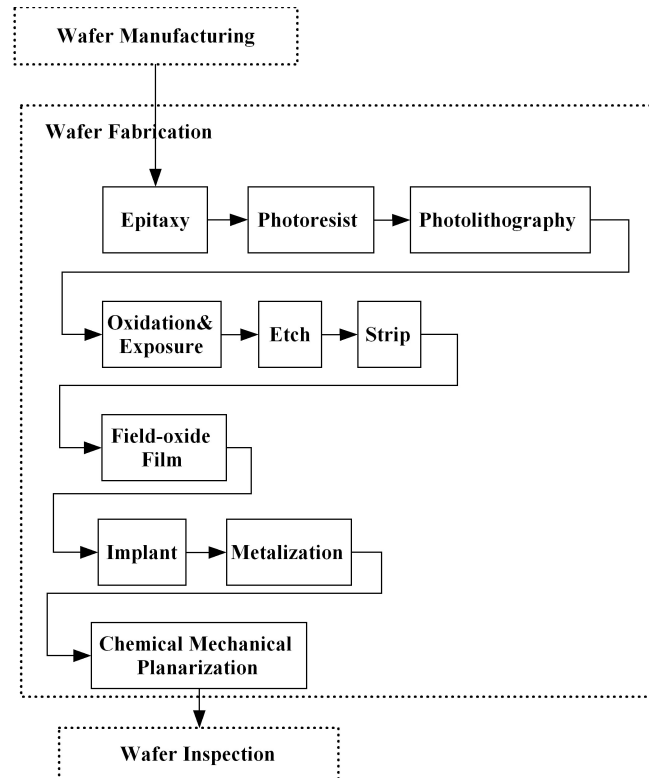 Wafer Manufacturing
Wafer Fabrication
Epitaxy
Photoresist
Photolithography
Oxidation&
Exposure
Etch
Strip
Field-oxide
Film
Implant
Metalization
Chemical Mechanical
Planarization
Wafer Inspection